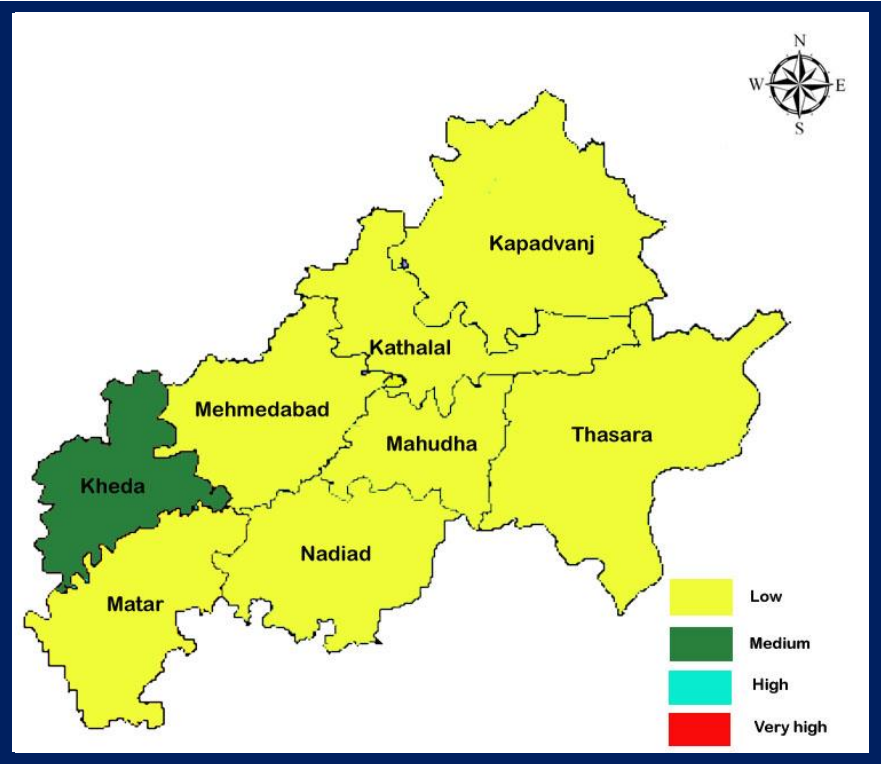 N
W E
S
Kapadvanj
Kathalal
Mehmedabad
Mahudha
Thasara
Kheda
Nadiad
Matar
Low
Medium
High
Very high